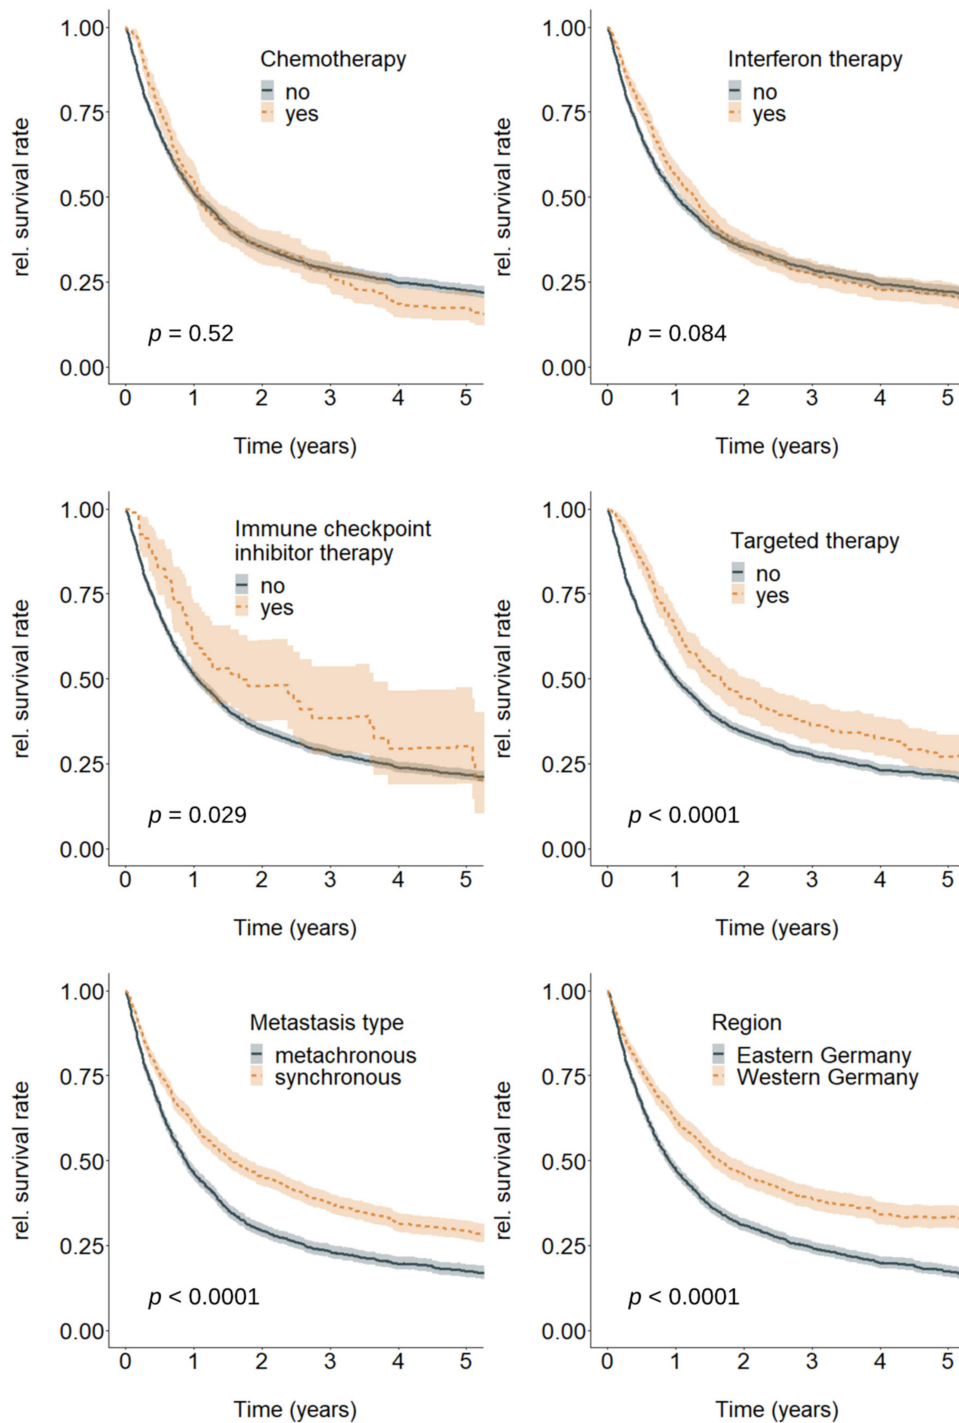 Chemotherapy
no
yes
rel. survival rate
1.00
0.75
0.50
0.25
0.00
p = 0.52
0 1 2 3 4 5
Time (years)
Interferon therapy
no
yes
rel. survival rate
1.00
0.75
0.50
0.25
0.00
p = 0.084
0 1 2 3 4 5
Time (years)
Immune checkpoint
inhibitor therapy
no
yes
rel. survival rate
1.00
0.75
0.50
0.25
0.00
p = 0.029
0 1 2 3 4 5
Time (years)
Targeted therapy
no
yes
rel. survival rate
1.00
0.75
0.50
0.25
0.00
p < 0.0001
0 1 2 3 4 5
Time (years)
Metastasis type
metachronous
synchronous
rel. survival rate
1.00
0.75
0.50
0.25
0.00
p < 0.0001
0 1 2 3 4 5
Time (years)
Region
Eastern Germany
Western Germany
rel. survival rate
1.00
0.75
0.50
0.25
0.00
p < 0.0001
0 1 2 3 4 5
Time (years)